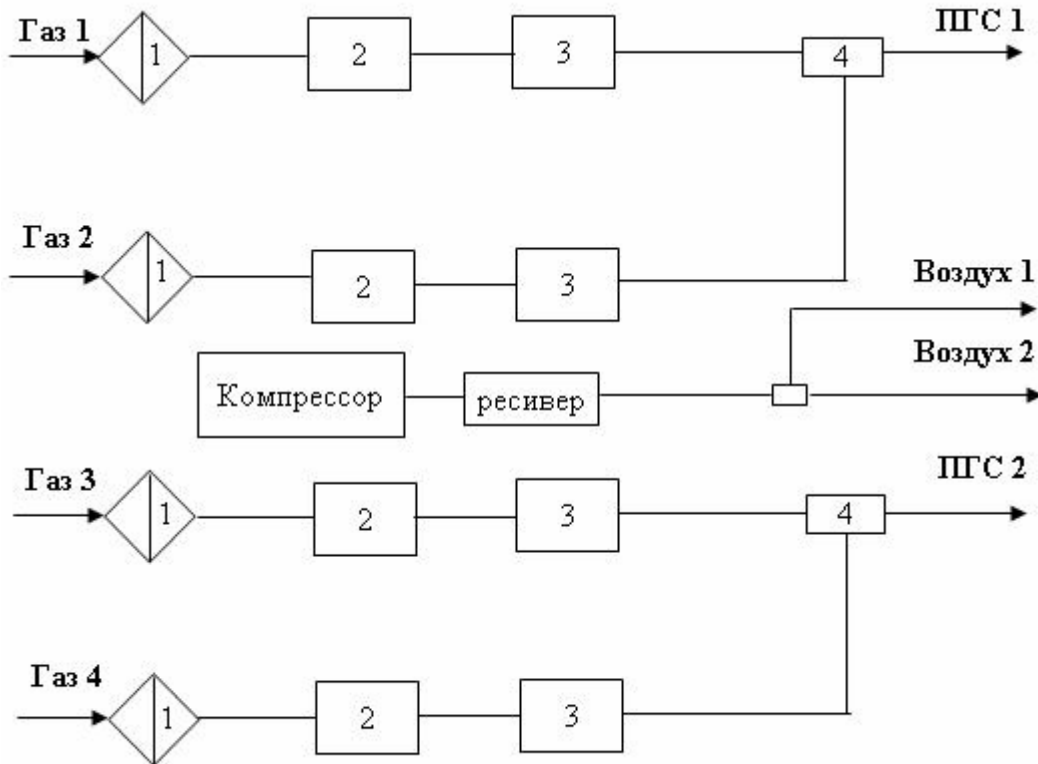 Газ 1
1
2
3
4
ПГС 1
Газ 2
1
2
3
Воздух 1
Воздух 2
Компрессор
ресивер
Газ 3
1
2
3
4
ПГС 2
Газ 4
1
2
3